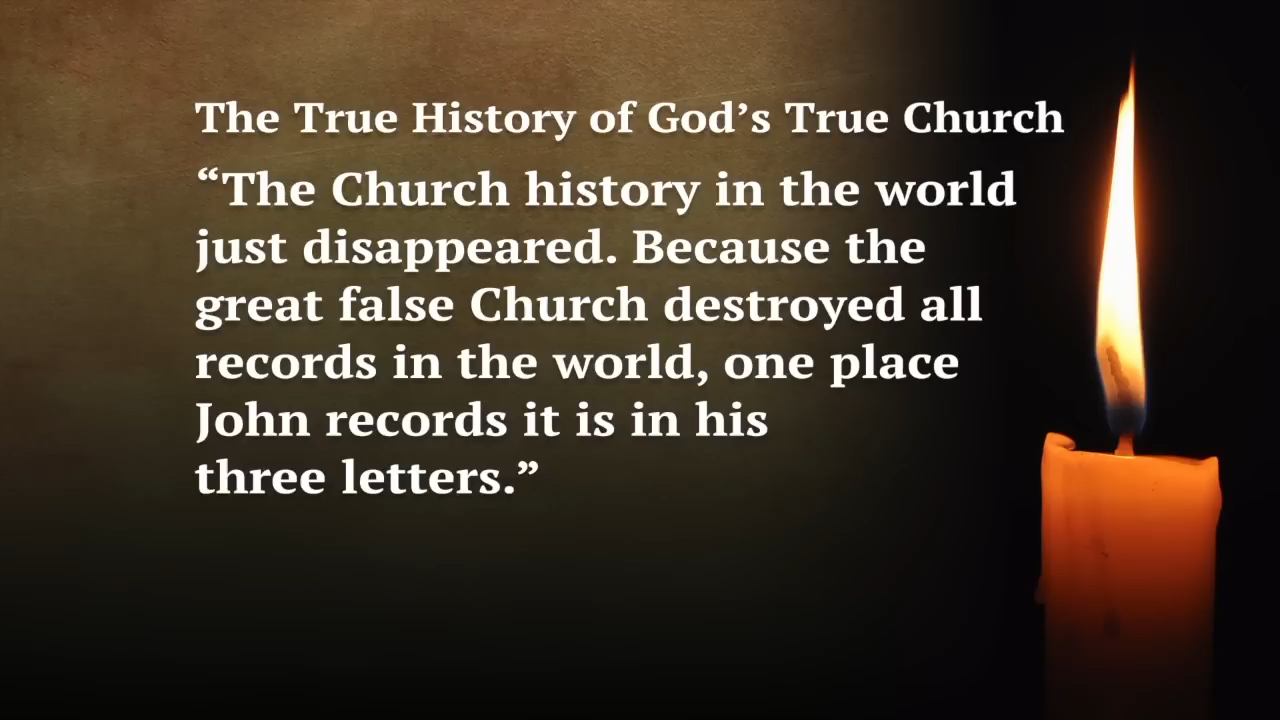 The True History of God’s True Church
“The Church history in the world
just disappeared. Because the
great false Church destroyed all
records in the world, one place
John records it is in his
three letters.”